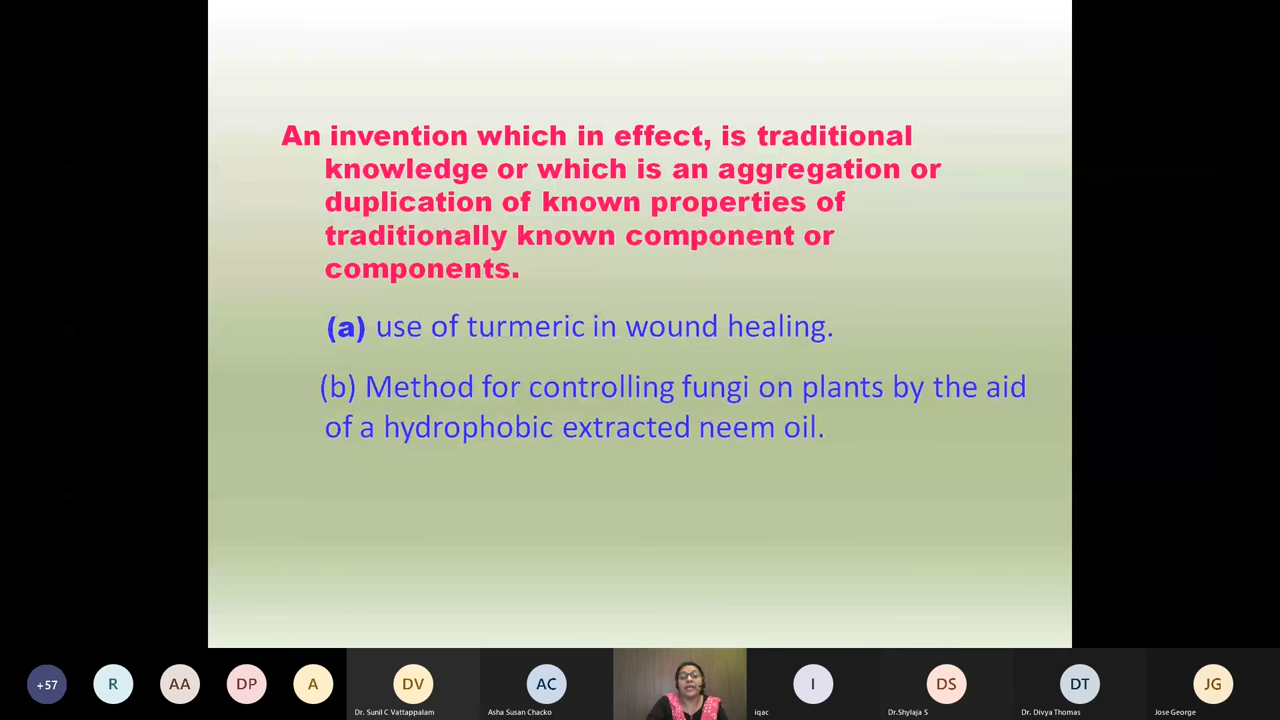 An invention which in effect, is traditional
knowledge or which is an aggregation or
duplication of known properties of
traditionally known component or
components.
(a) use of turmeric in wound healing.
(b) Method for controlling fungi on plants by the aid
of a hydrophobic extracted neem oil.
+57
R
AA
DP
A
DV
AC
I
DS
DT
JG
Dr. Sunil C Vattappalam
Asha Susan Chacko
iqac
Dr.Shylaja S
Dr. Divya Thomas
Jose George